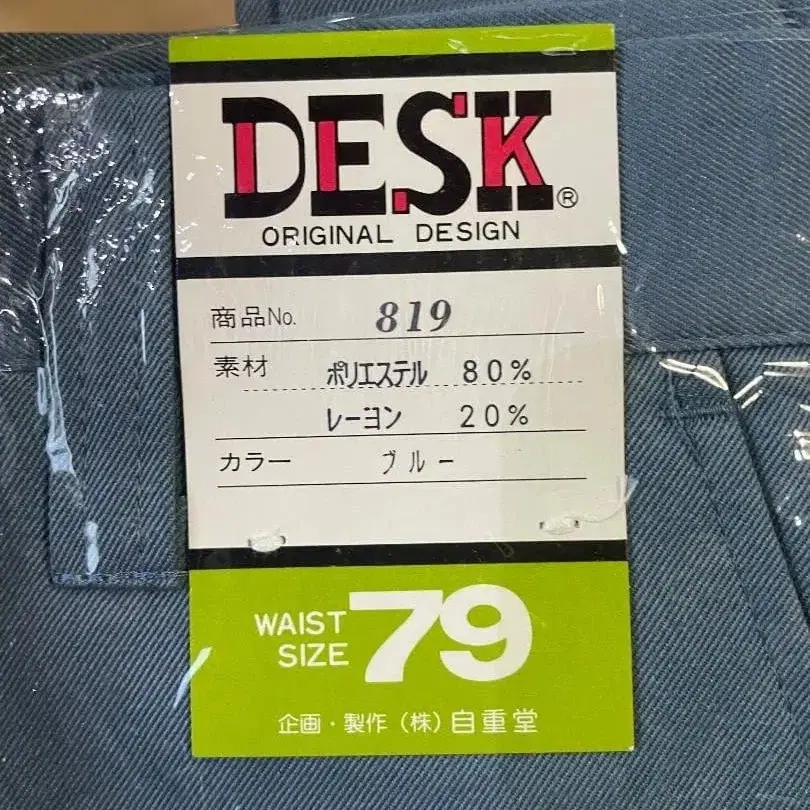 DESK®
ORIGINAL DESIGN
商品No. 819
素材 ポリエステル 80%
レーヨン 20%
カラー ブルー
WAIST SIZE 79
企画・製作(株)自重堂